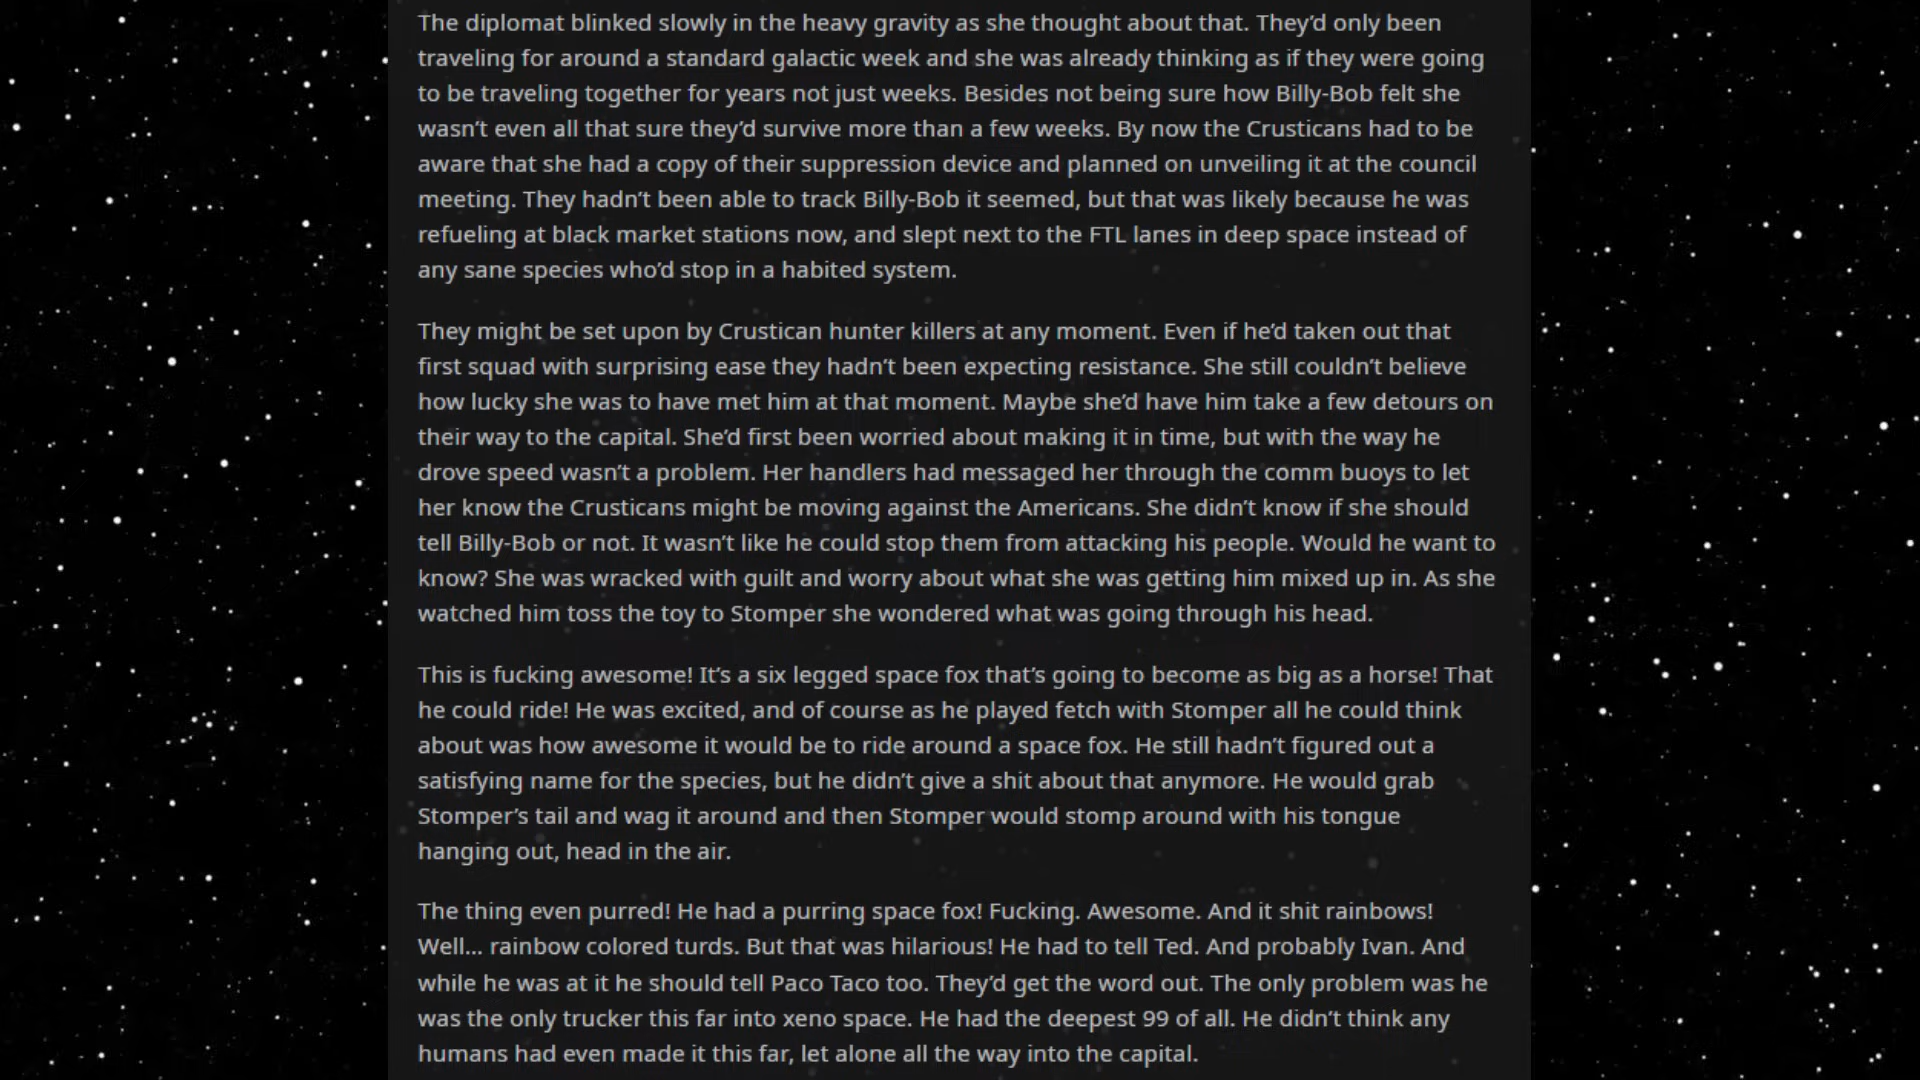 The diplomat blinked slowly in the heavy gravity as she thought about that. They’d only been
traveling for around a standard galactic week and she was already thinking as if they were going
to be traveling together for years not just weeks. Besides not being sure how Billy-Bob felt she
wasn’t even all that sure they’d survive more than a few weeks. By now the Crusticans had to be
aware that she had a copy of their suppression device and planned on unveiling it at the council
meeting. They hadn’t been able to track Billy-Bob it seemed, but that was likely because he was
refueling at black market stations now, and slept next to the FTL lanes in deep space instead of
any sane species who’d stop in a habited system.
They might be set upon by Crustican hunter killers at any moment. Even if he’d taken out that
first squad with surprising ease they hadn’t been expecting resistance. She still couldn’t believe
how lucky she was to have met him at that moment. Maybe she’d have him take a few detours on
their way to the capital. She’d first been worried about making it in time, but with the way he
drove speed wasn’t a problem. Her handlers had messaged her through the comm buoys to let
her know the Crusticans might be moving against the Americans. She didn’t know if she should
tell Billy-Bob or not. It wasn’t like he could stop them from attacking his people. Would he want to
know? She was wracked with guilt and worry about what she was getting him mixed up in. As she
watched him toss the toy to Stomper she wondered what was going through his head.
This is fucking awesome! It’s a six legged space fox that’s going to become as big as a horse! That
he could ride! He was excited, and of course as he played fetch with Stomper all he could think
about was how awesome it would be to ride around a space fox. He still hadn’t figured out a
satisfying name for the species, but he didn’t give a shit about that anymore. He would grab
Stomper’s tail and wag it around and then Stomper would stomp around with his tongue
hanging out, head in the air.
The thing even purred! He had a purring space fox! Fucking. Awesome. And it shit rainbows!
Well... rainbow colored turds. But that was hilarious! He had to tell Ted. And probably Ivan. And
while he was at it he should tell Paco Taco too. They’d get the word out. The only problem was he
was the only trucker this far into xeno space. He had the deepest 99 of all. He didn’t think any
humans had even made it this far, let alone all the way into the capital.